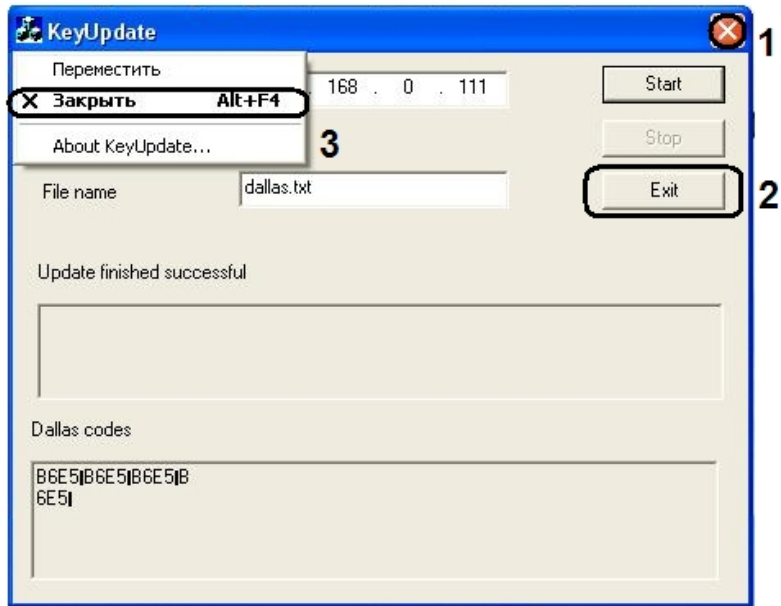 KeyUpdate
1
Переместить
X Закрыть Alt+F4
. 168 . 0 . 111
Start
About KeyUpdate...
3
Stop
File name
dallas.txt
Exit
2
Update finished successful
Dallas codes
B6E5|B6E5|B6E5|B
6E5|